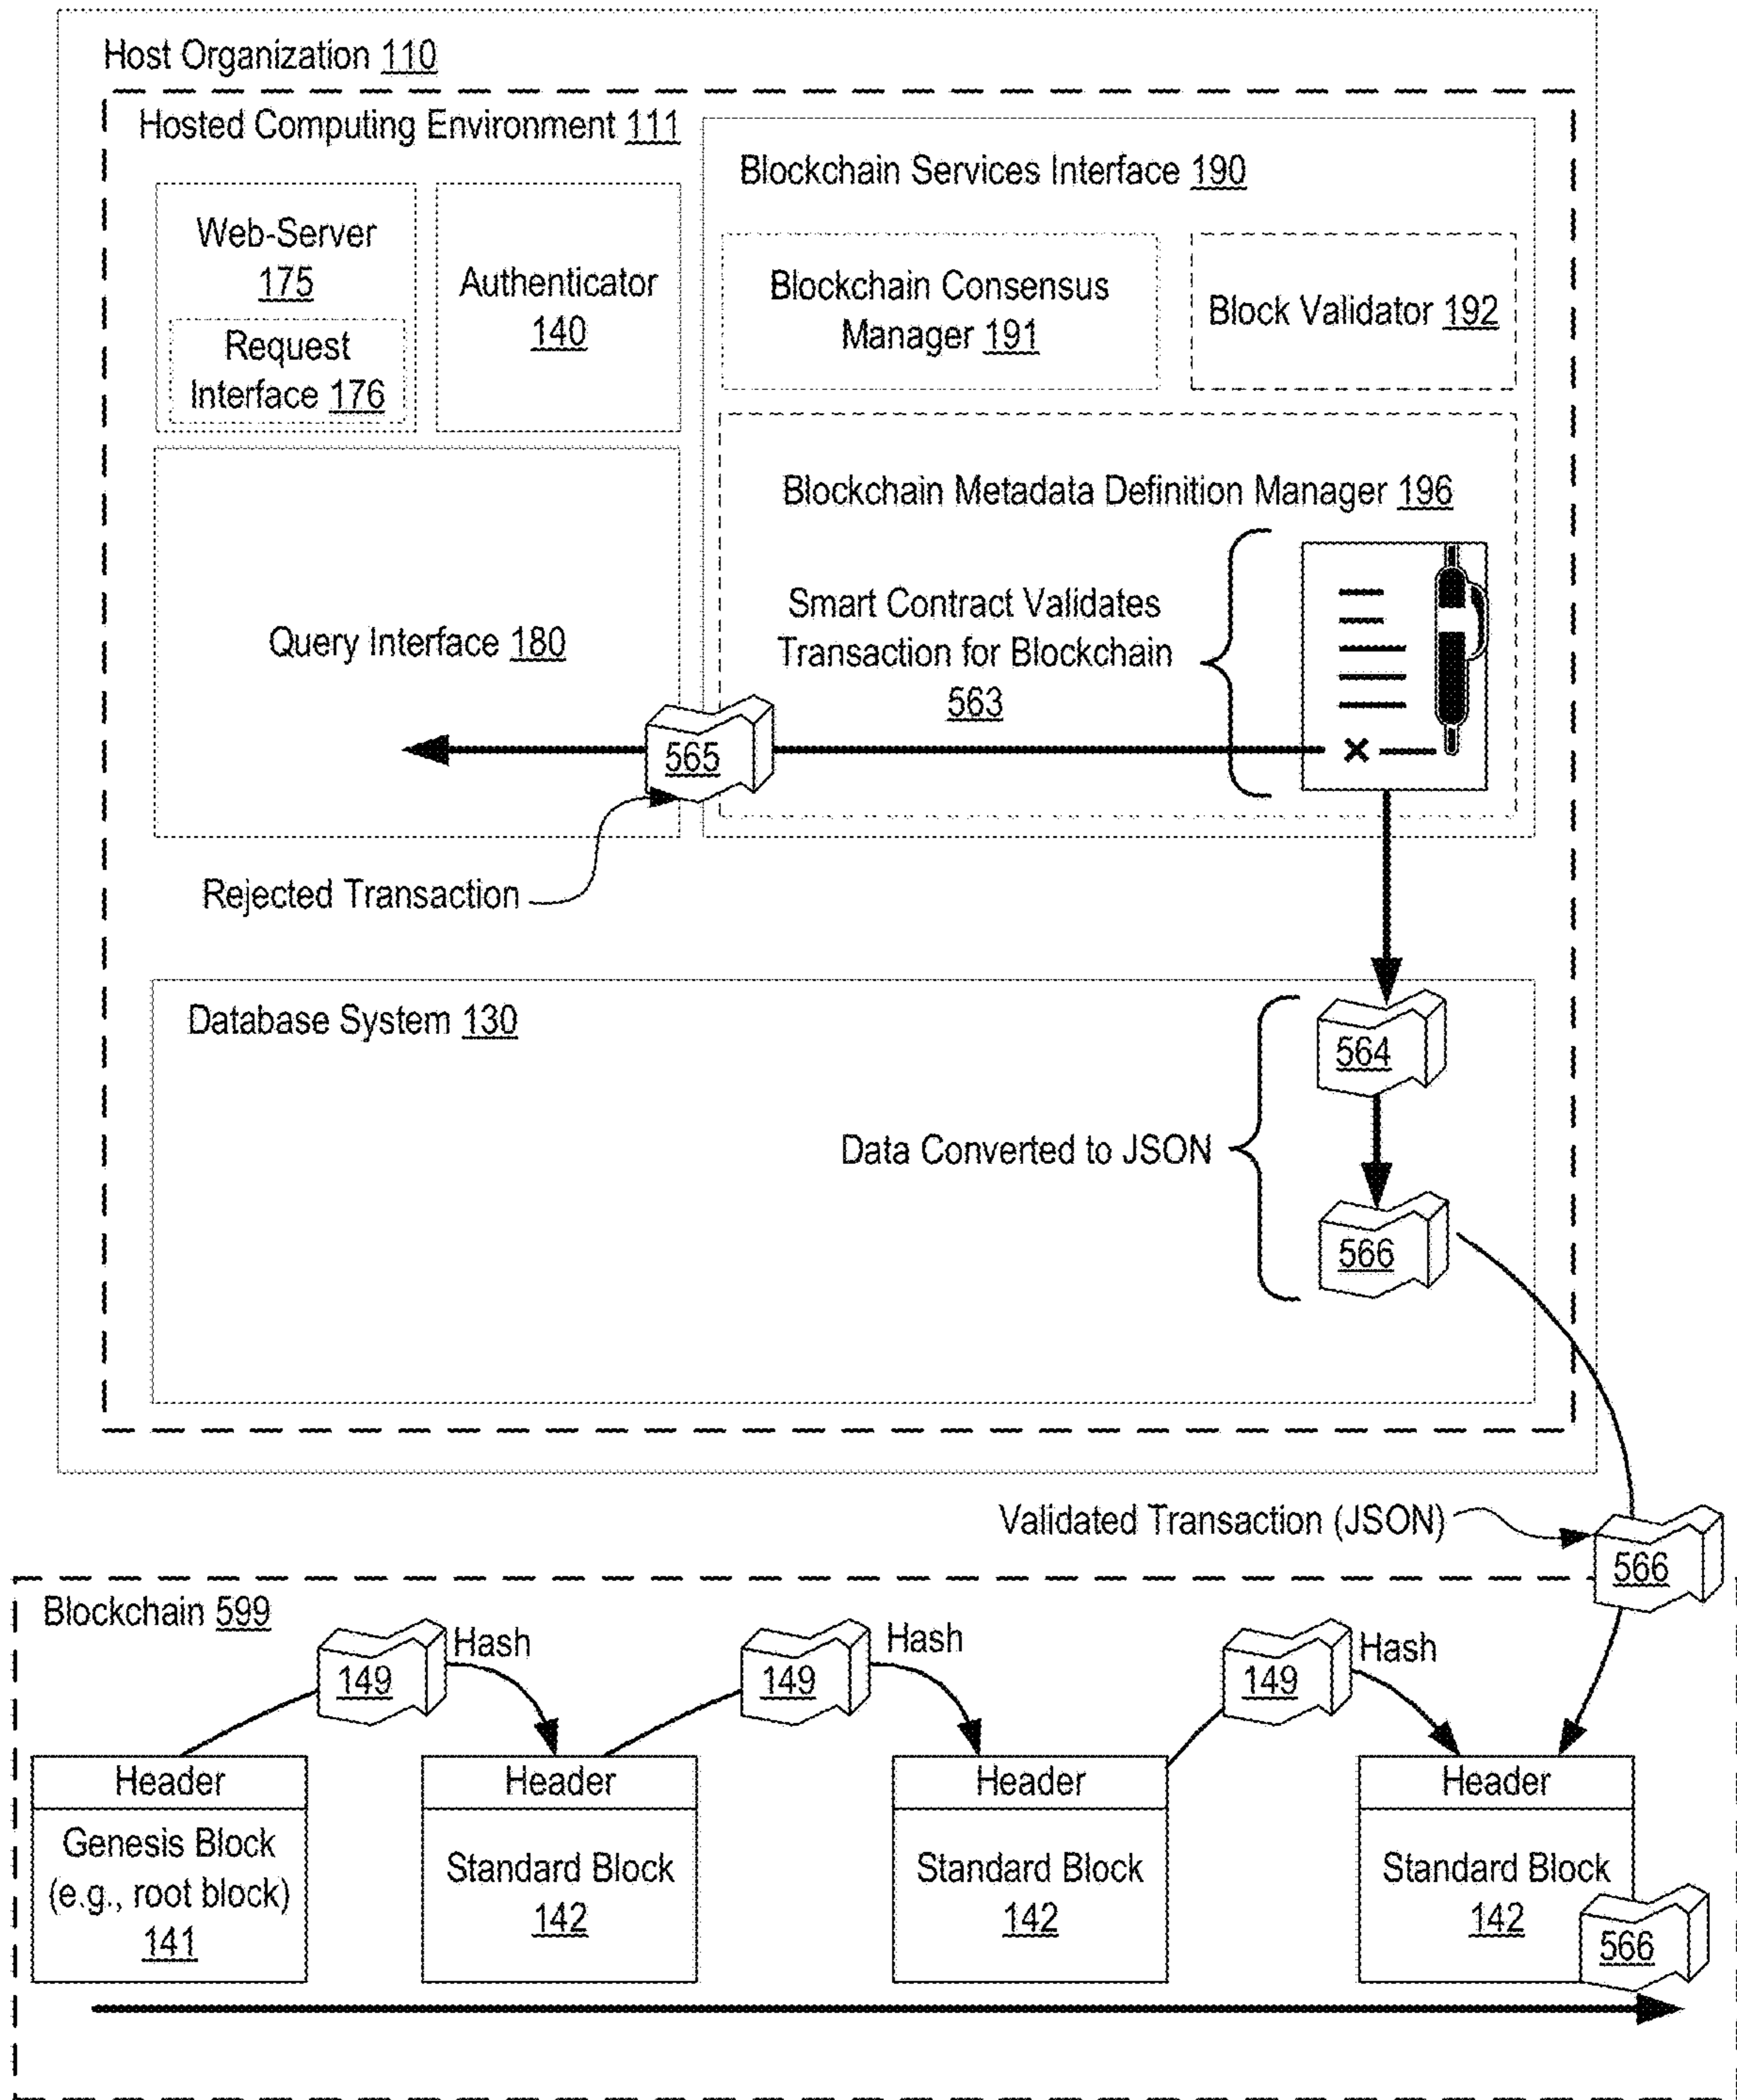 Host Organization 110
Hosted Computing Environment 111
Web-Server
175
Request
Interface 176
Authenticator
140
Blockchain Services Interface 190
Blockchain Consensus
Manager 191
Block Validator 192
Blockchain Metadata Definition Manager 196
Smart Contract Validates
Transaction for Blockchain
563
Query Interface 180
565
Rejected Transaction
Database System 130
564
Data Converted to JSON
566
Validated Transaction (JSON)
566
Blockchain 599
149
Hash
149
Hash
149
Hash
Header
Genesis Block
(e.g., root block)
141
Header
Standard Block
142
Header
Standard Block
142
Header
Standard Block
142
566